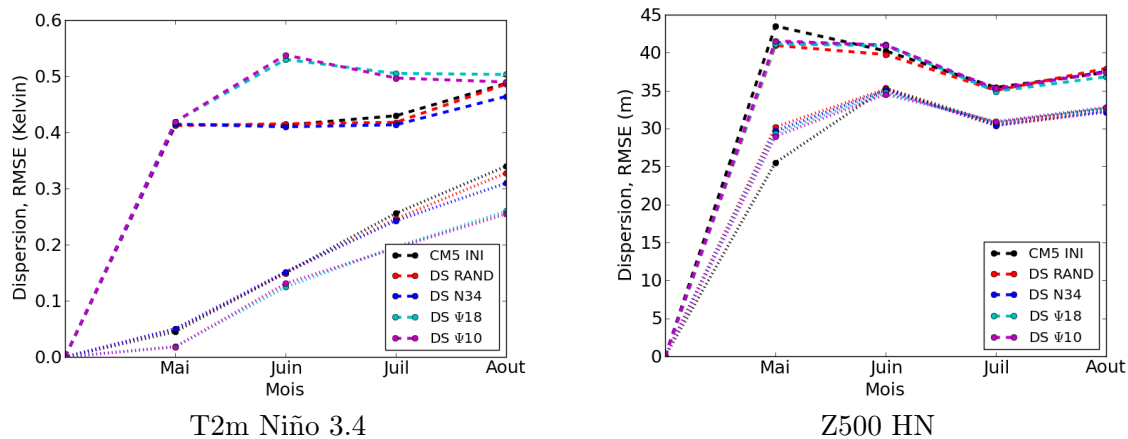 0.6
0.5
0.4
0.3
0.2
0.1
0.0
Dispersion, RMSE (Kelvin)
Mai
Juin
Juil
Aout
Mois
CM5 INI
DS RAND
DS N34
DS Ψ18
DS Ψ10
T2m Niño 3.4
45
40
35
30
25
20
15
10
5
0
Dispersion, RMSE (m)
Mai
Juin
Juil
Aout
Mois
CM5 INI
DS RAND
DS N34
DS Ψ18
DS Ψ10
Z500 HN